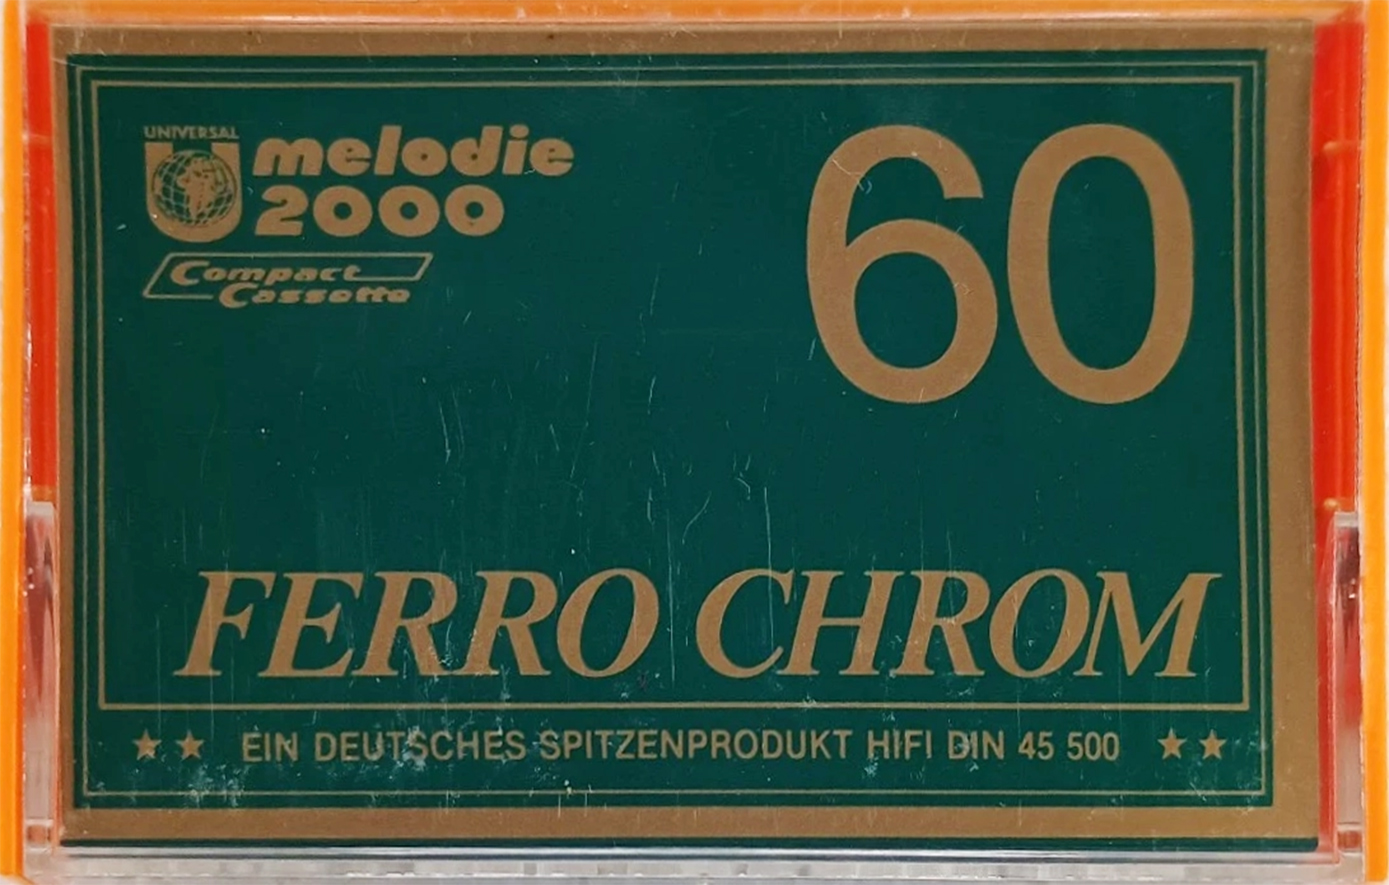 UNIVERSAL
U melodie
2000
60
Compact
Cassette
FERRO CHROM
★★ EIN DEUTSCHES SPITZENPRODUKT HIFI DIN 45 500 ★★